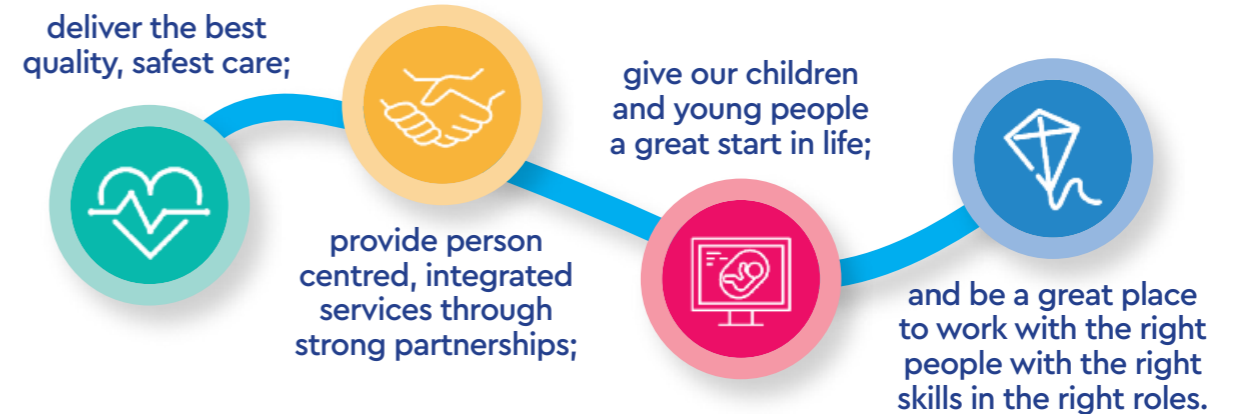 deliver the best
quality, safest care;
provide person
centred, integrated
services through
strong partnerships;
give our children
and young people
a great start in life;
and be a great place
to work with the right
people with the right
skills in the right roles.